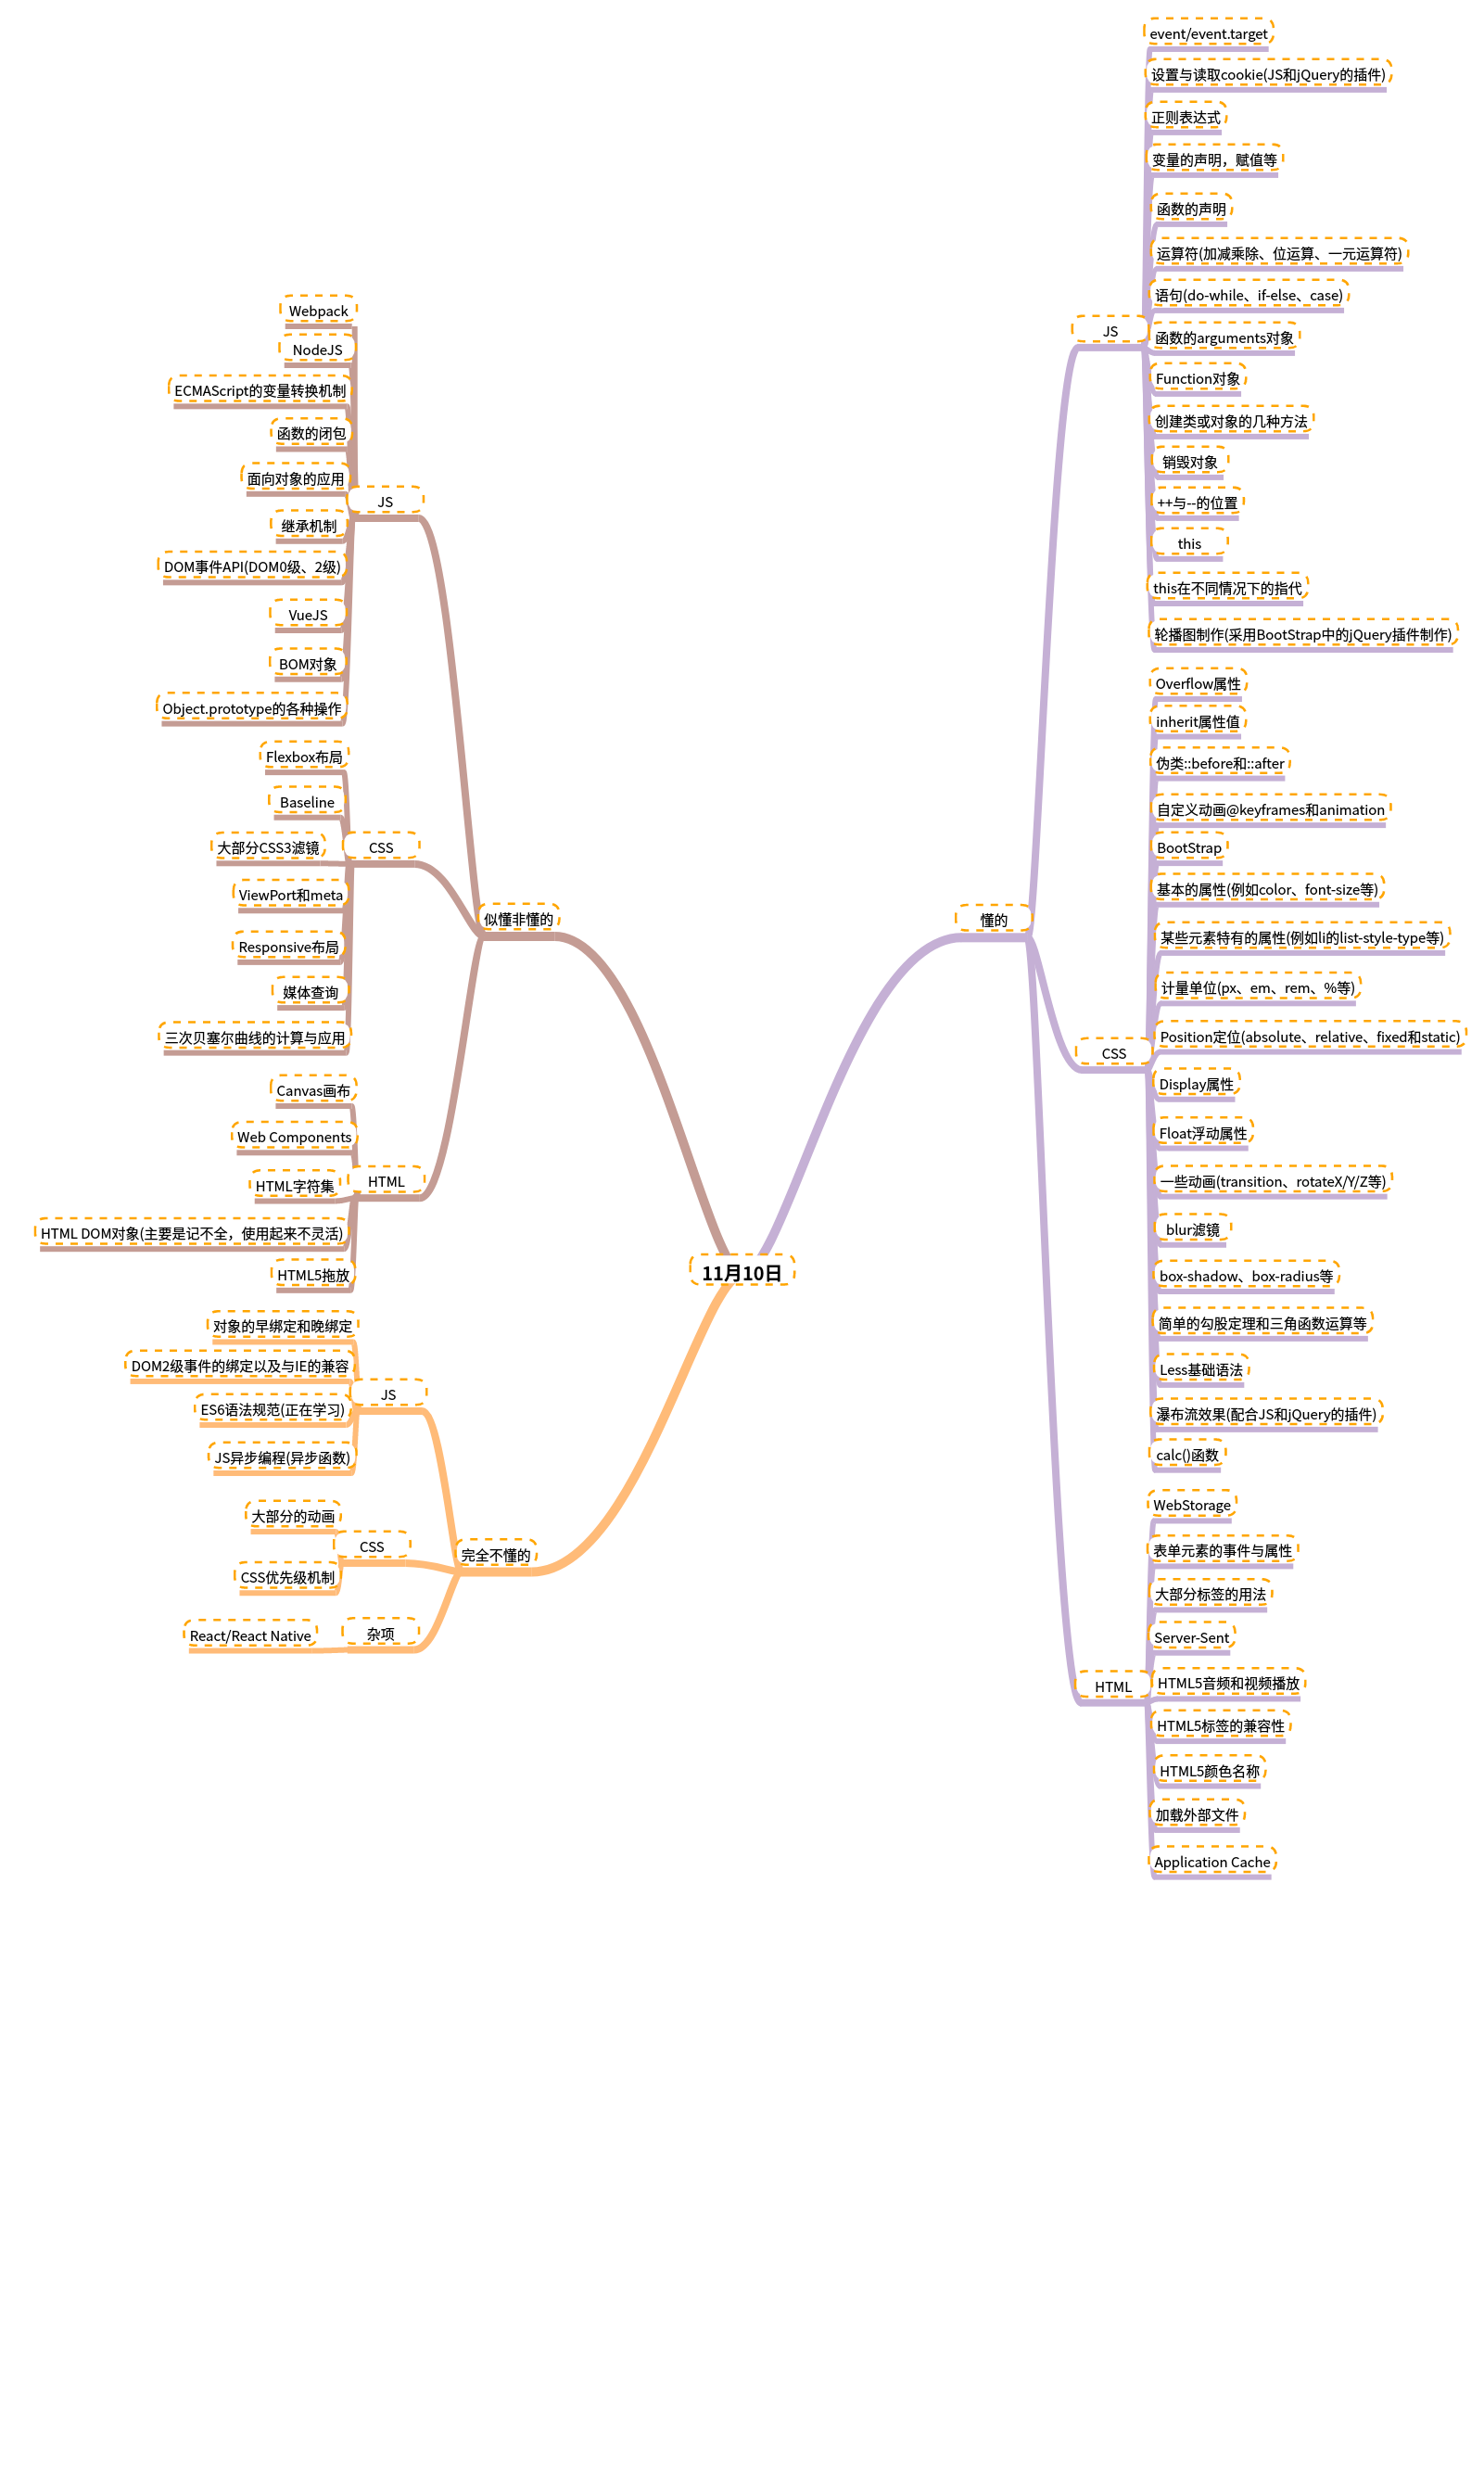 11月10日
懂的
JS
event/event.target
设置与读取cookie(JS和jQuery的插件)
正则表达式
变量的声明，赋值等
函数的声明
运算符(加减乘除、位运算、一元运算符)
语句(do-while、if-else、case)
函数的arguments对象
Function对象
创建类或对象的几种方法
销毁对象
++与--的位置
this
this在不同情况下的指代
轮播图制作(采用BootStrap中的jQuery插件制作)
CSS
Overflow属性
inherit属性值
伪类::before和::after
自定义动画@keyframes和animation
BootStrap
基本的属性(例如color、font-size等)
某些元素特有的属性(例如li的list-style-type等)
计量单位(px、em、rem、%等)
Position定位(absolute、relative、fixed和static)
Display属性
Float浮动属性
一些动画(transition、rotateX/Y/Z等)
blur滤镜
box-shadow、box-radius等
简单的勾股定理和三角函数运算等
Less基础语法
瀑布流效果(配合JS和jQuery的插件)
calc()函数
HTML
WebStorage
表单元素的事件与属性
大部分标签的用法
Server-Sent
HTML5音频和视频播放
HTML5标签的兼容性
HTML5颜色名称
加载外部文件
Application Cache
似懂非懂的
JS
Webpack
NodeJS
ECMAScript的变量转换机制
函数的闭包
面向对象的应用
继承机制
DOM事件API(DOM0级、2级)
VueJS
BOM对象
Object.prototype的各种操作
CSS
Flexbox布局
Baseline
大部分CSS3滤镜
ViewPort和meta
Responsive布局
媒体查询
三次贝塞尔曲线的计算与应用
HTML
Canvas画布
Web Components
HTML字符集
HTML DOM对象(主要是记不全，使用起来不灵活)
HTML5拖放
完全不懂的
JS
对象的早绑定和晚绑定
DOM2级事件的绑定以及与IE的兼容
ES6语法规范(正在学习)
JS异步编程(异步函数)
CSS
大部分的动画
CSS优先级机制
杂项
React/React Native